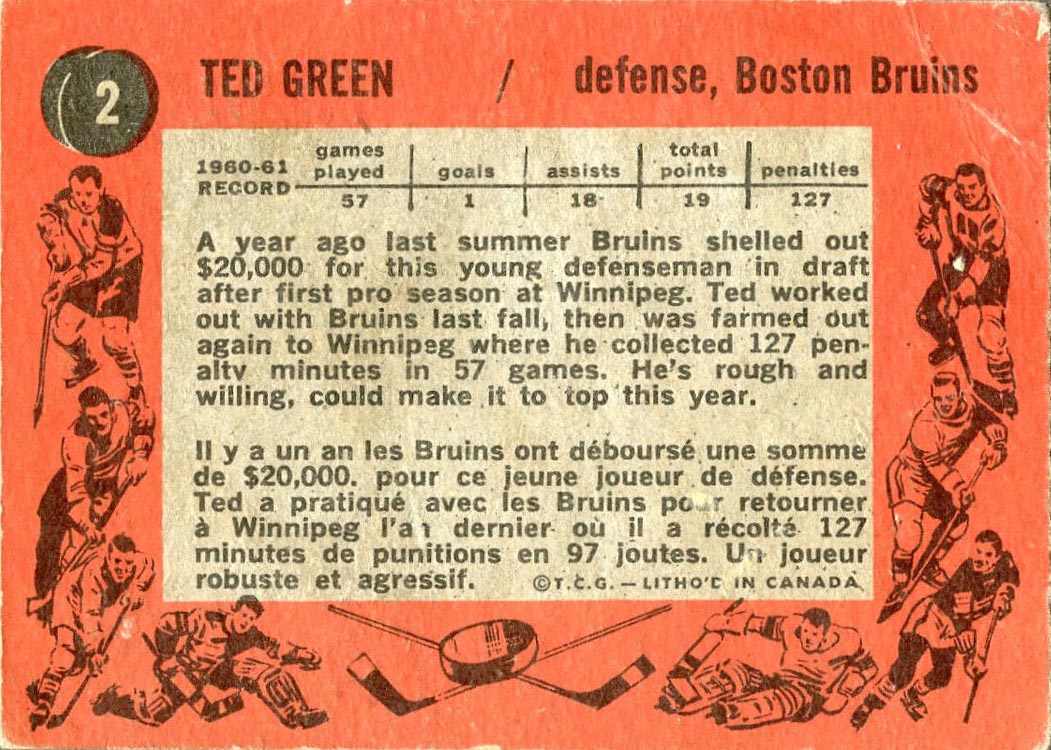 2 TED GREEN / defense, Boston Bruins
1960-61 RECORD games played goals assists total points penalties
57 1 18 19 127
A year ago last summer Bruins shelled out
$20,000 for this young defenseman in draft
after first pro season at Winnipeg. Ted worked
out with Bruins last fall, then was farmed out
again to Winnipeg where he collected 127 pen-
alty minutes in 57 games. He's rough and
willing, could make it to top this year.
Il y a un an les Bruins ont déboursé une somme
de $20,000. pour ce jeune joueur de défense.
Ted a pratiqué avec les Bruins pour retourner
à Winnipeg l'an dernier où il a récolté 127
minutes de punitions en 97 joutes. Un joueur
robuste et agressif. ©T.C.G. — LITHO'D IN CANADA